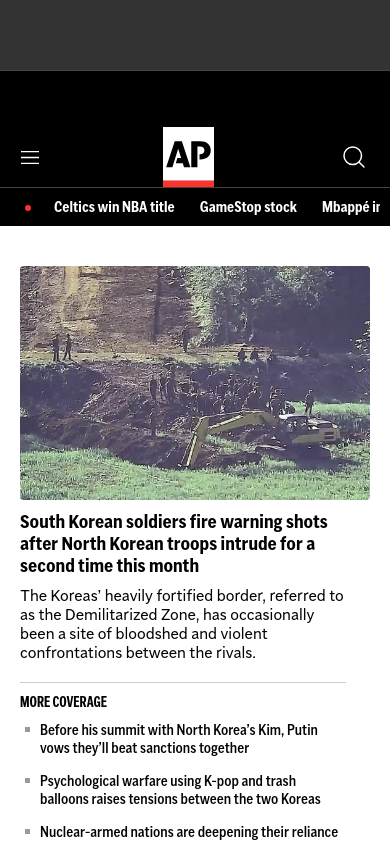 AP
Celtics win NBA title GameStop stock Mbappé
South Korean soldiers fire warning shots
after North Korean troops intrude for a
second time this month
The Koreas’ heavily fortified border, referred to
as the Demilitarized Zone, has occasionally
been a site of bloodshed and violent
confrontations between the rivals.
MORE COVERAGE
Before his summit with North Korea’s Kim, Putin
vows they’ll beat sanctions together
Psychological warfare using K-pop and trash
balloons raises tensions between the two Koreas
Nuclear-armed nations are deepening their reliance